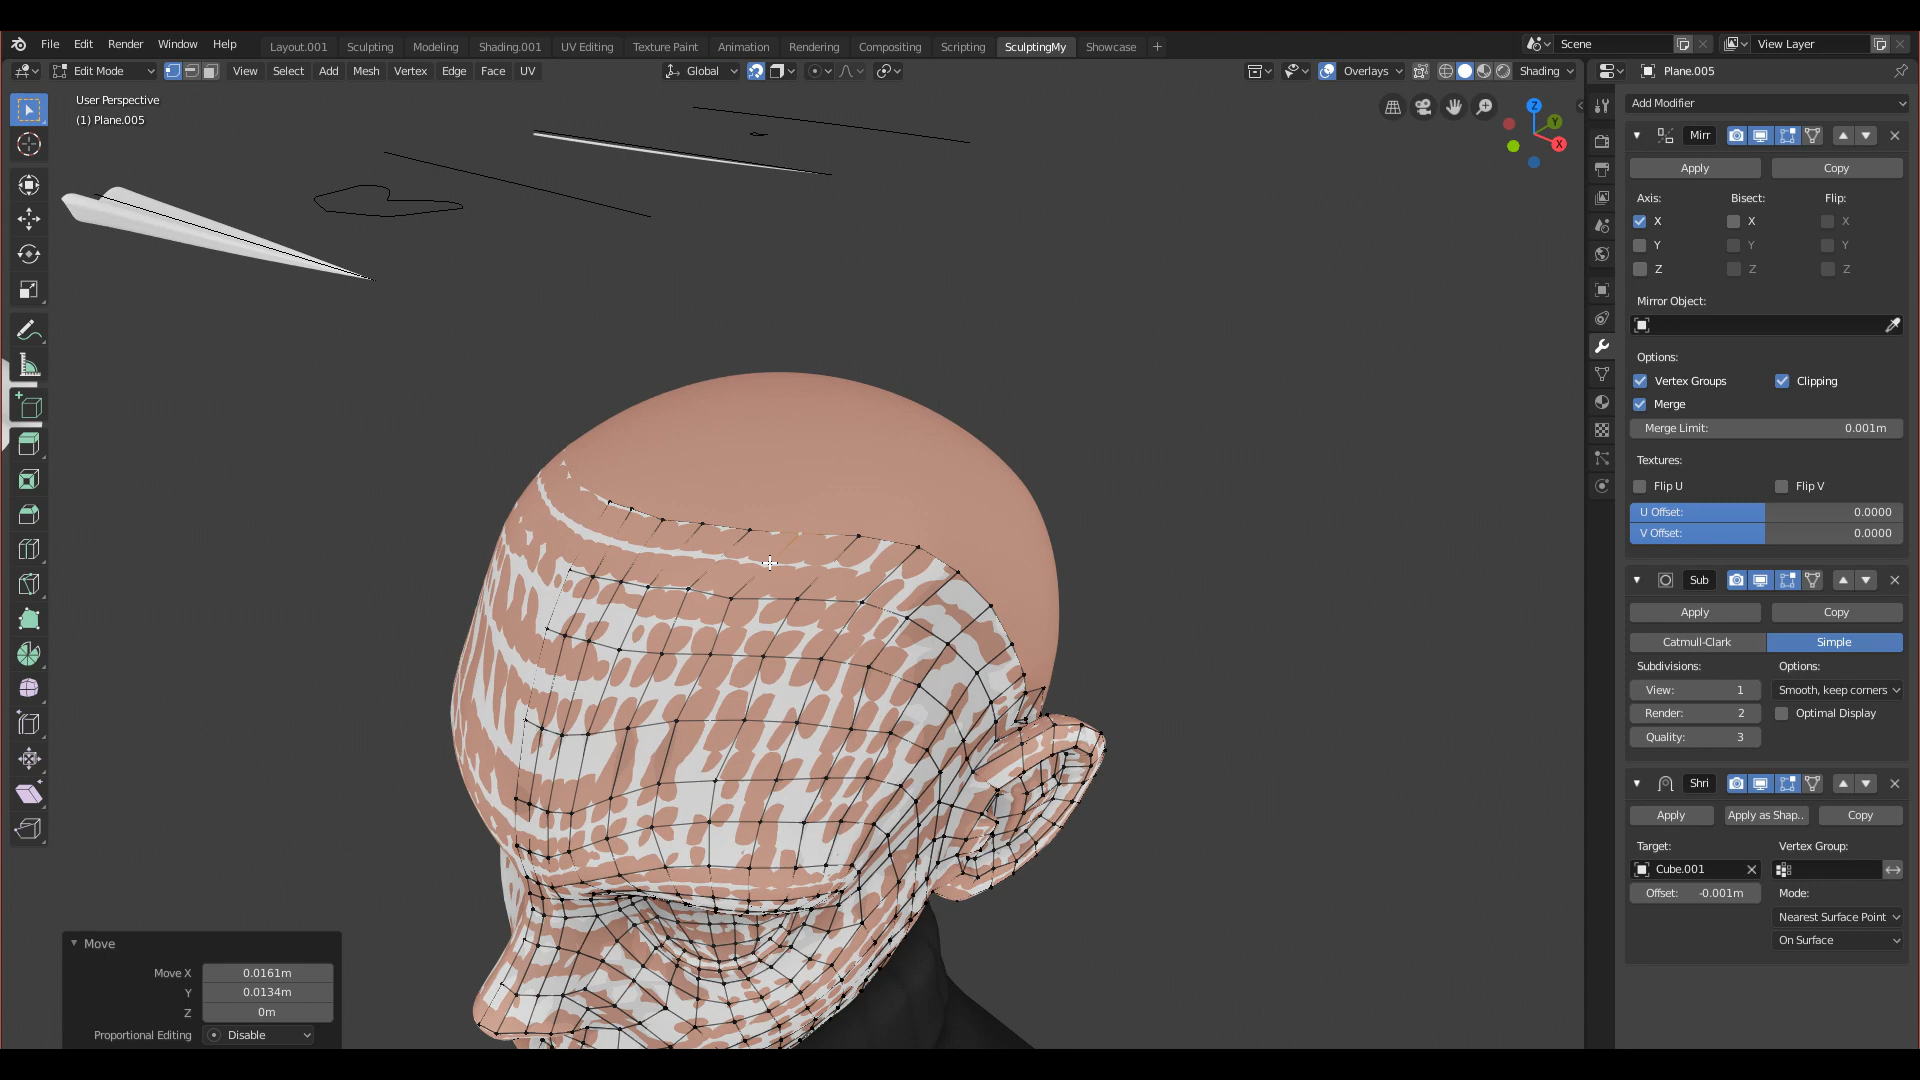 File Edit Render Window Help Layout.001 Sculpting Modeling Shading.001 UV Editing Texture Paint Animation Rendering Compositing Scripting SculptingMy Showcase + Scene View Layer
Edit Mode View Select Add Mesh Vertex Edge Face UV Global Overlays Shading Plane.005
User Perspective
(1) Plane.005
Z
Y
X
Add Modifier
Mirr
Apply Copy
Axis: Bisect: Flip:
X X X
Y Y Y
Z Z Z
Mirror Object:
Options:
Vertex Groups Clipping
Merge
Merge Limit: 0.001m
Textures:
Flip U Flip V
U Offset: 0.0000
V Offset: 0.0000
Sub
Apply Copy
Catmull-Clark Simple
Subdivisions: Options:
View: 1 Smooth, keep corners
Render: 2 Optimal Display
Quality: 3
Shri
Apply Apply as Shap.. Copy
Target: Vertex Group:
Cube.001
Offset: -0.001m Mode:
Nearest Surface Point
On Surface
Move
Move X 0.0161m
Y 0.0134m
Z 0m
Proportional Editing Disable